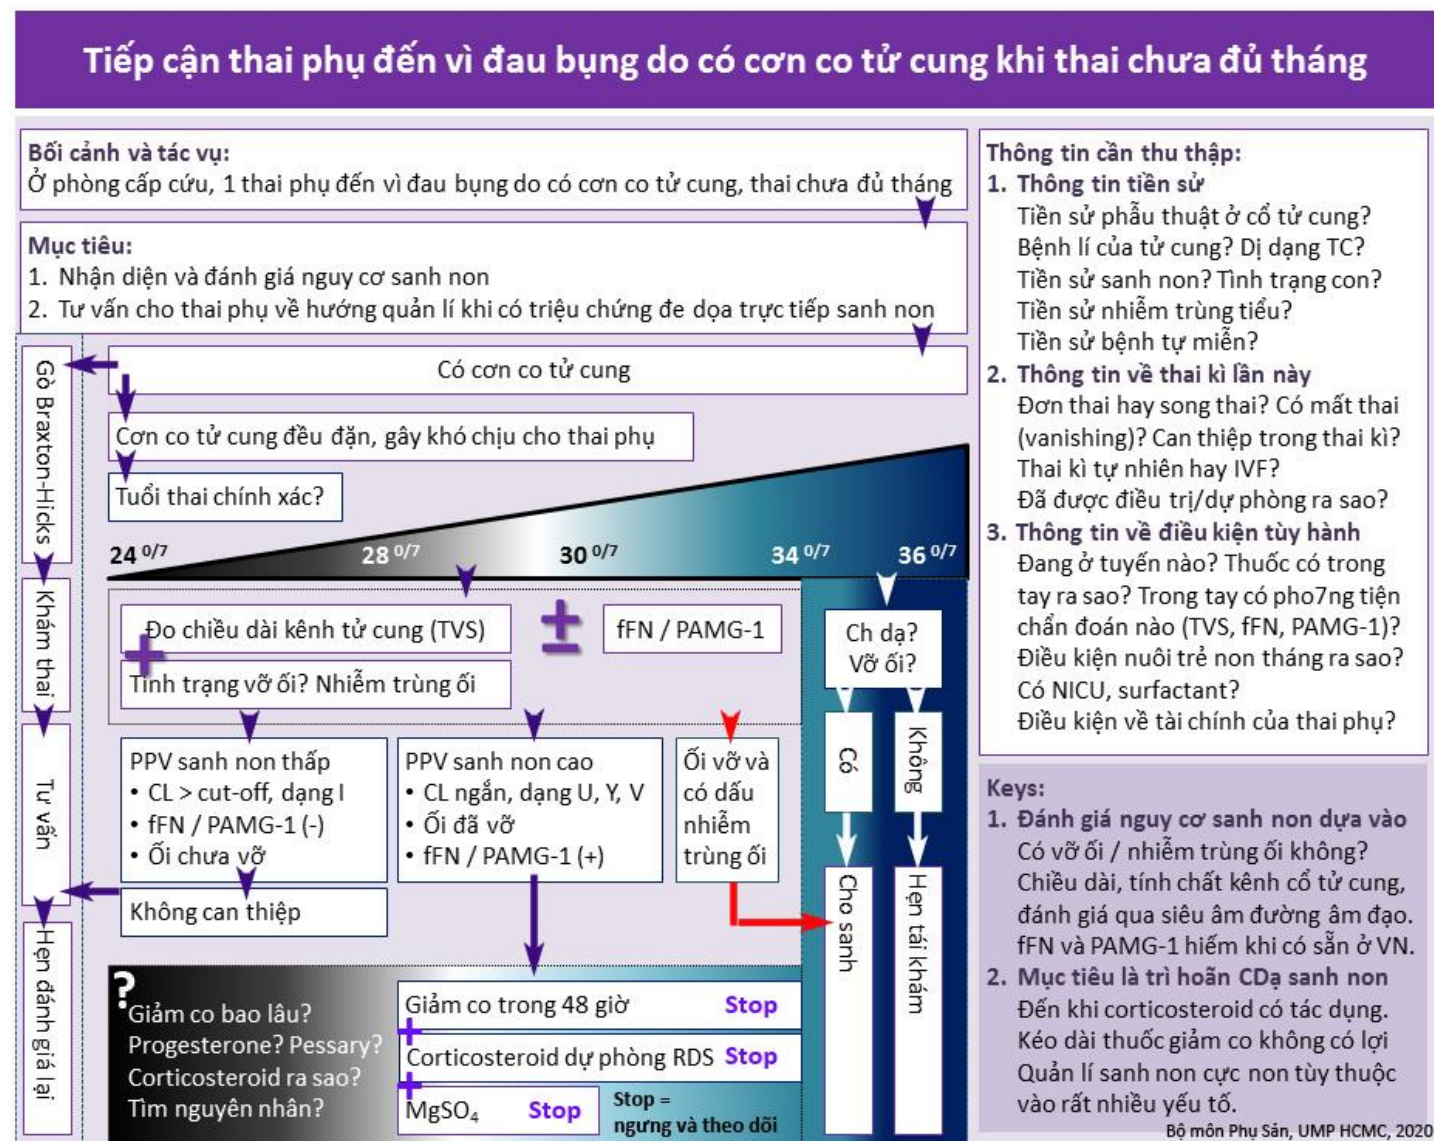 Tiếp cận thai phụ đến vì đau bụng do có cơn co tử cung khi thai chưa đủ tháng
Bối cảnh và tác vụ:
Ở phòng cấp cứu, 1 thai phụ đến vì đau bụng do có cơn co tử cung, thai chưa đủ tháng
Mục tiêu:
1. Nhận diện và đánh giá nguy cơ sanh non
2. Tư vấn cho thai phụ về hướng quản lí khi có triệu chứng đe dọa trực tiếp sanh non
Gò Braxton-Hicks
Khám thai
Tư vấn
Hẹn đánh giá lại
Có cơn co tử cung
Cơn co tử cung đều đặn, gây khó chịu cho thai phụ
Tuổi thai chính xác?
24 0/7
28 0/7
30 0/7
34 0/7
36 0/7
Đo chiều dài kênh tử cung (TVS)
+
Tình trạng vỡ ối? Nhiễm trùng ối
±
fFN / PAMG-1
Ch dạ?
Vỡ ối?
PPV sanh non thấp
• CL > cut-off, dạng I
• fFN / PAMG-1 (-)
• Ối chưa vỡ
Không can thiệp
PPV sanh non cao
• CL ngắn, dạng U, Y, V
• Ối đã vỡ
• fFN / PAMG-1 (+)
Ối vỡ và
có dấu
nhiễm
trùng ối
Có
Không
Cho sanh
Hẹn tái khám
?
Giảm co bao lâu?
Progesterone? Pessary?
Corticosteroid ra sao?
Tìm nguyên nhân?
Giảm co trong 48 giờ Stop
+
Corticosteroid dự phòng RDS Stop
+
MgSO4 Stop
Stop =
ngưng và theo dõi
Thông tin cần thu thập:
1. Thông tin tiền sử
Tiền sử phẫu thuật ở cổ tử cung?
Bệnh lí của tử cung? Dị dạng TC?
Tiền sử sanh non? Tình trạng con?
Tiền sử nhiễm trùng tiểu?
Tiền sử bệnh tự miễn?
2. Thông tin về thai kì lần này
Đơn thai hay song thai? Có mất thai
(vanishing)? Can thiệp trong thai kì?
Thai kì tự nhiên hay IVF?
Đã được điều trị/dự phòng ra sao?
3. Thông tin về điều kiện tùy hành
Đang ở tuyến nào? Thuốc có trong
tay ra sao? Trong tay có pho7ng tiện
chẩn đoán nào (TVS, fFN, PAMG-1)?
Điều kiện nuôi trẻ non tháng ra sao?
Có NICU, surfactant?
Điều kiện về tài chính của thai phụ?
Keys:
1. Đánh giá nguy cơ sanh non dựa vào
Có vỡ ối / nhiễm trùng ối không?
Chiều dài, tính chất kênh cổ tử cung,
đánh giá qua siêu âm đường âm đạo.
fFN và PAMG-1 hiếm khi có sẵn ở VN.
2. Mục tiêu là trì hoãn CDạ sanh non
Đến khi corticosteroid có tác dụng.
Kéo dài thuốc giảm co không có lợi
Quản lí sanh non cực non tùy thuộc
vào rất nhiều yếu tố.
Bộ môn Phụ Sản, UMP HCMC, 2020